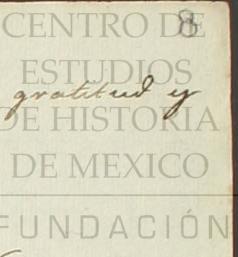 8
CENTRO DE
ESTUDIOS
gratitud y
DE HISTORIA
DE MEXICO
FUNDACIÓN